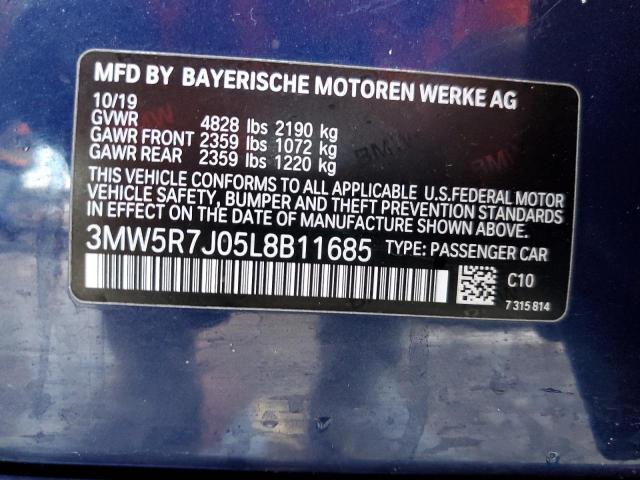 MFD BY BAYERISCHE MOTOREN WERKE AG
10/19
GVWR 4828 lbs 2190 kg
GAWR FRONT 2359 lbs 1072 kg
GAWR REAR 2359 lbs 1220 kg
THIS VEHICLE CONFORMS TO ALL APPLICABLE U.S.FEDERAL MOTOR
VEHICLE SAFETY, BUMPER AND THEFT PREVENTION STANDARDS
IN EFFECT ON THE DATE OF MANUFACTURE SHOWN ABOVE.
3MW5R7J05L8B11685 TYPE: PASSENGER CAR
C10
7 315 814